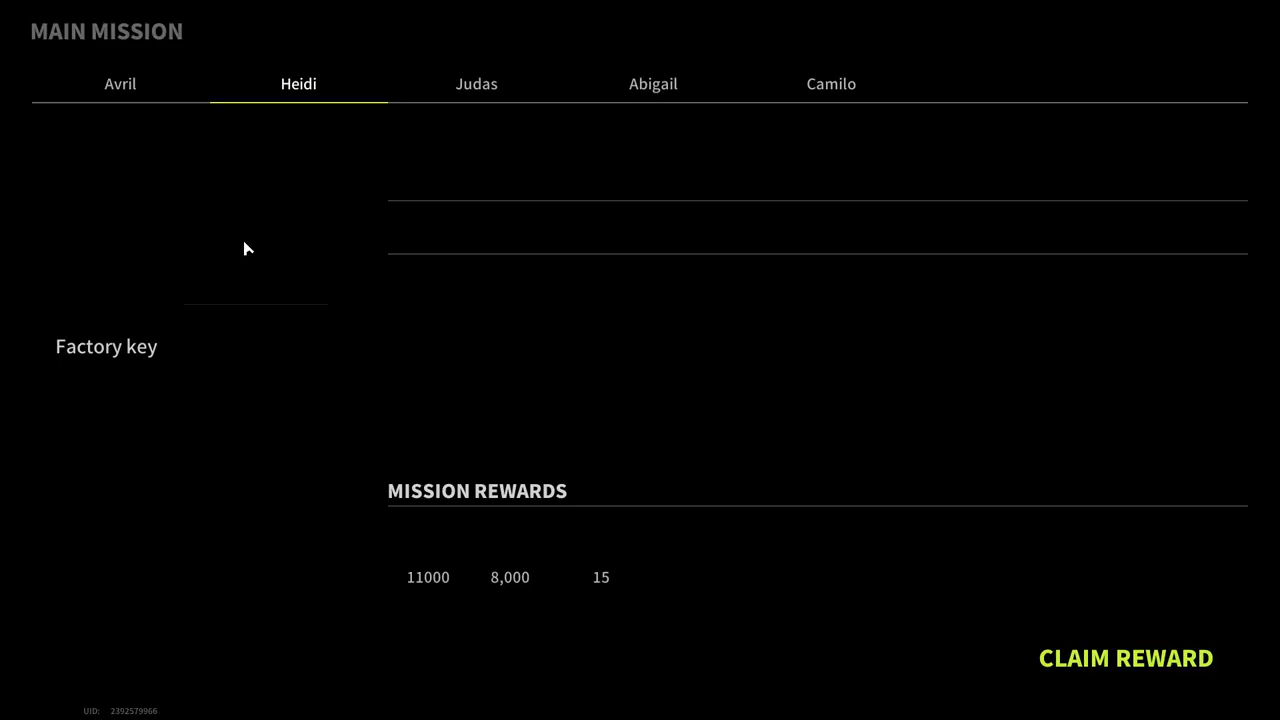 MAIN MISSION
Avril Heidi Judas Abigail Camilo
Factory key
MISSION REWARDS
11000 8,000 15
CLAIM REWARD
UID: 2392579966